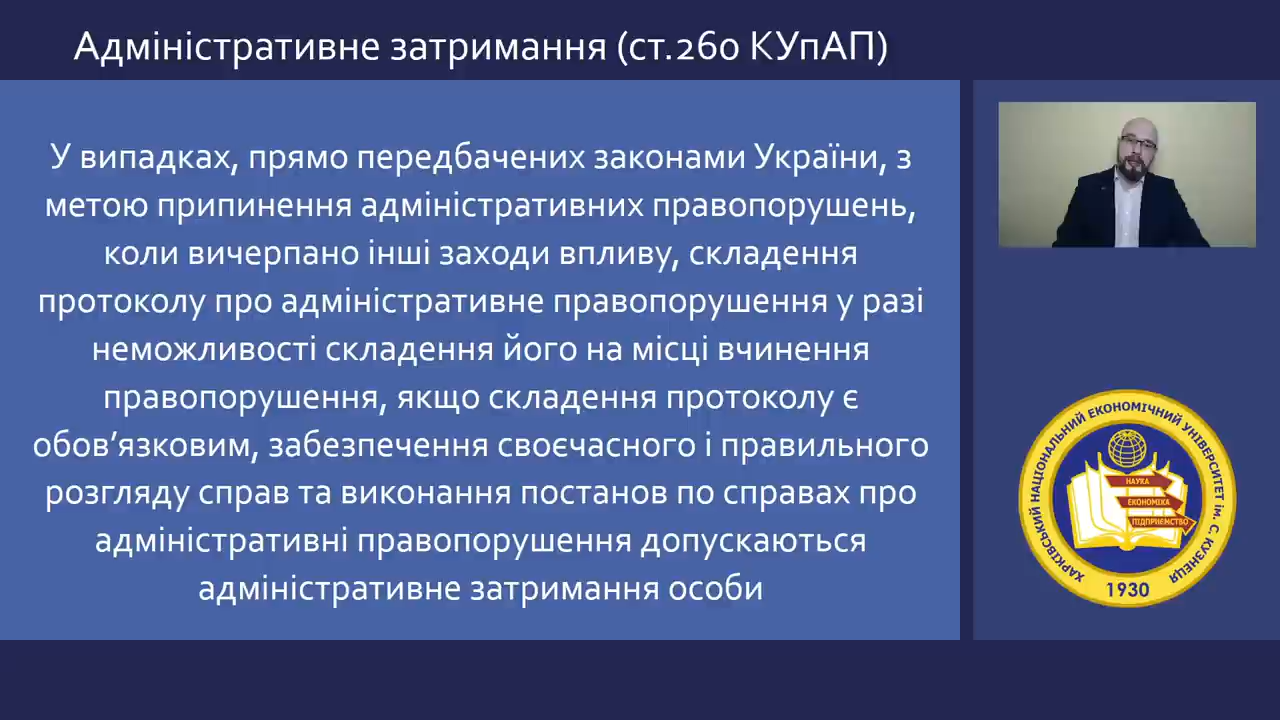 Адміністративне затримання (ст.260 КУпАП)
У випадках, прямо передбачених законами України, з
метою припинення адміністративних правопорушень,
коли вичерпано інші заходи впливу, складення
протоколу про адміністративне правопорушення у разі
неможливості складення його на місці вчинення
правопорушення, якщо складення протоколу є
обов’язковим, забезпечення своєчасного і правильного
розгляду справ та виконання постанов по справах про
адміністративні правопорушення допускаються
адміністративне затримання особи
ХАРКІВСЬКИЙ НАЦІОНАЛЬНИЙ ЕКОНОМІЧНИЙ УНІВЕРСИТЕТ ім. С. КУЗНЕЦЯ
НАУКА
ЕКОНОМІКА
ПІДПРИЄМСТВО
1930